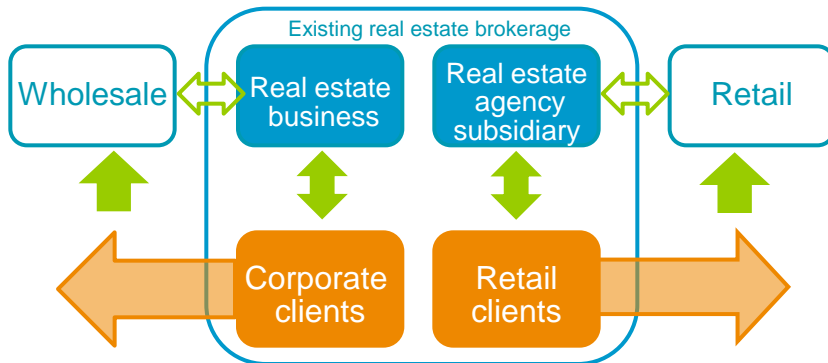 Existing real estate brokerage
Wholesale
Real estate
business
Real estate
agency
subsidiary
Retail
Corporate
clients
Retail
clients